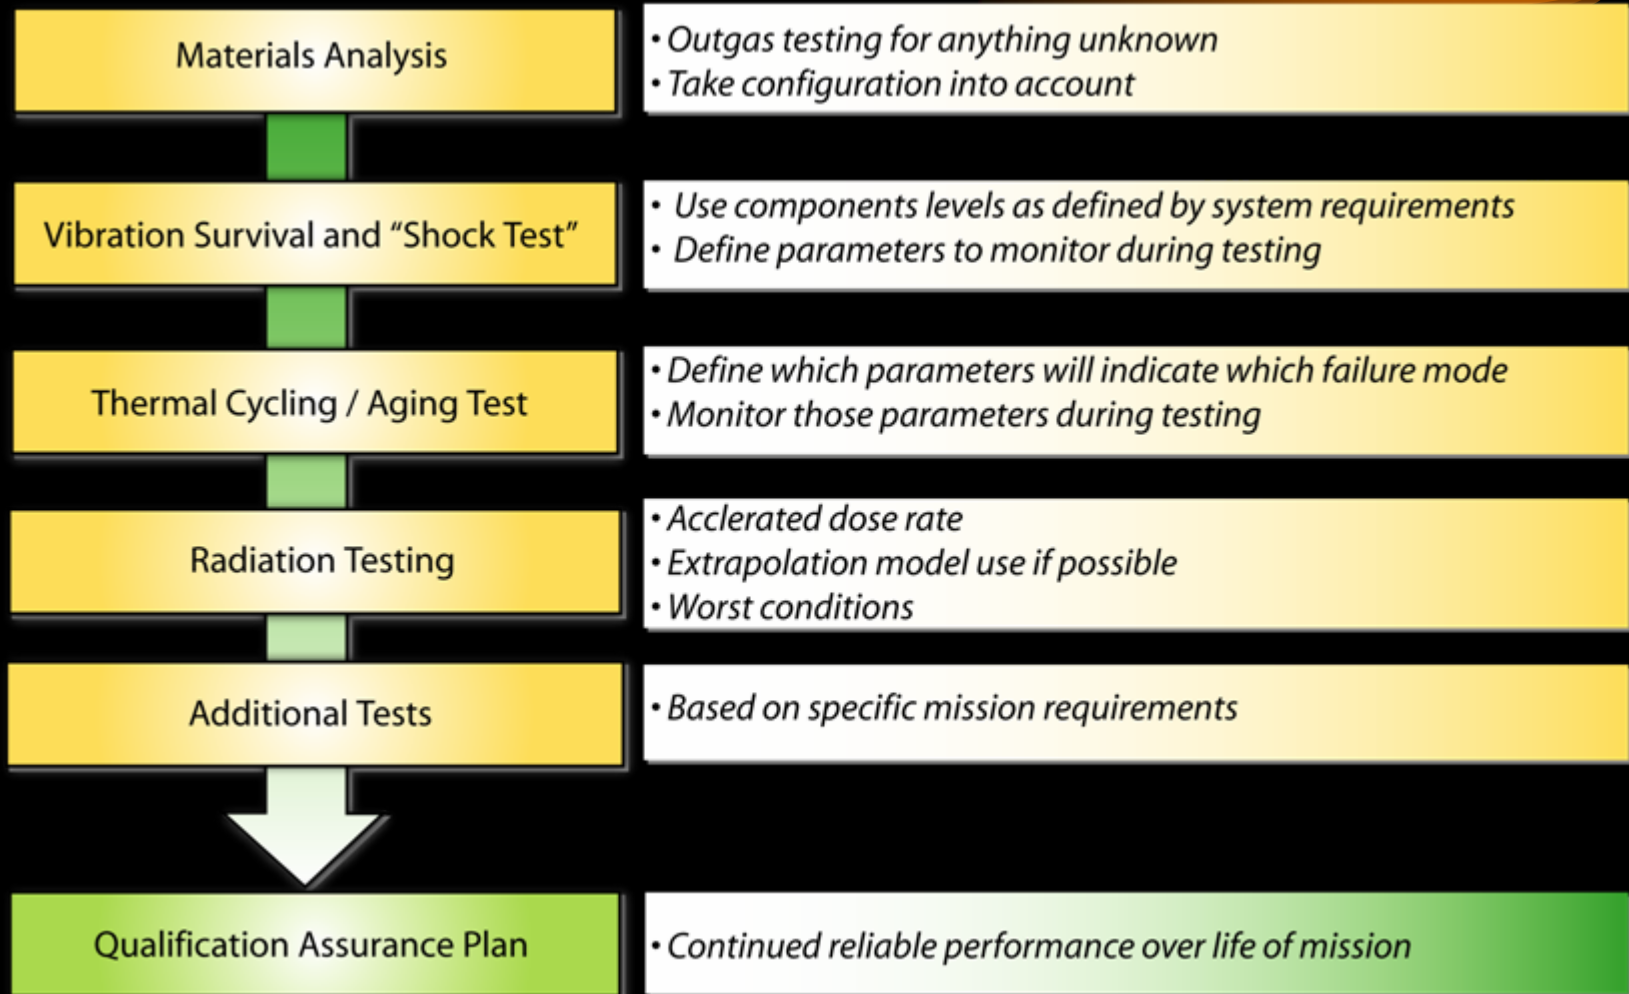 Materials Analysis
• Outgas testing for anything unknown
• Take configuration into account
Vibration Survival and “Shock Test”
• Use components levels as defined by system requirements
• Define parameters to monitor during testing
Thermal Cycling / Aging Test
• Define which parameters will indicate which failure mode
• Monitor those parameters during testing
Radiation Testing
• Acclerated dose rate
• Extrapolation model use if possible
• Worst conditions
Additional Tests
• Based on specific mission requirements
Qualification Assurance Plan
• Continued reliable performance over life of mission